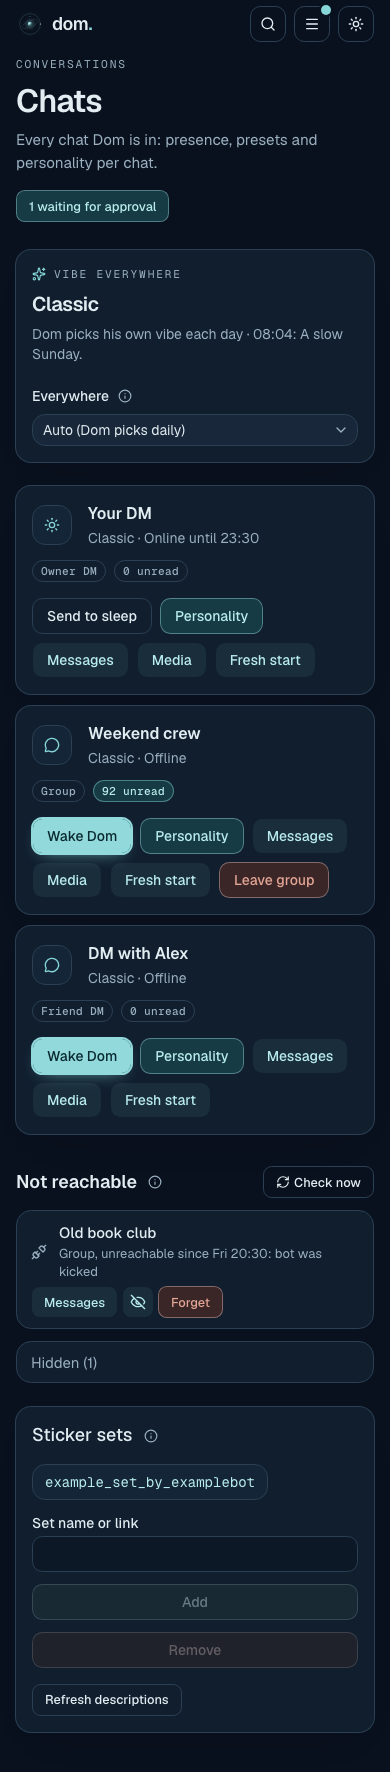 dom.
CONVERSATIONS
Chats
Every chat Dom is in: presence, presets and
personality per chat.
1 waiting for approval
VIBE EVERYWHERE
Classic
Dom picks his own vibe each day · 08:04: A slow
Sunday.
Everywhere
Auto (Dom picks daily)
Your DM
Classic · Online until 23:30
Owner DM 0 unread
Send to sleep Personality
Messages Media Fresh start
Weekend crew
Classic · Offline
Group 92 unread
Wake Dom Personality Messages
Media Fresh start Leave group
DM with Alex
Classic · Offline
Friend DM 0 unread
Wake Dom Personality Messages
Media Fresh start
Not reachable Check now
Old book club
Group, unreachable since Fri 20:30: bot was
kicked
Messages Forget
Hidden (1)
Sticker sets
example_set_by_examplebot
Set name or link
Add
Remove
Refresh descriptions